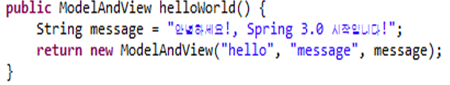 public ModelAndView helloWorld() {
String message = "안녕하세요!, Spring 3.0 시작입니다!";
return new ModelAndView("hello", "message", message);
}